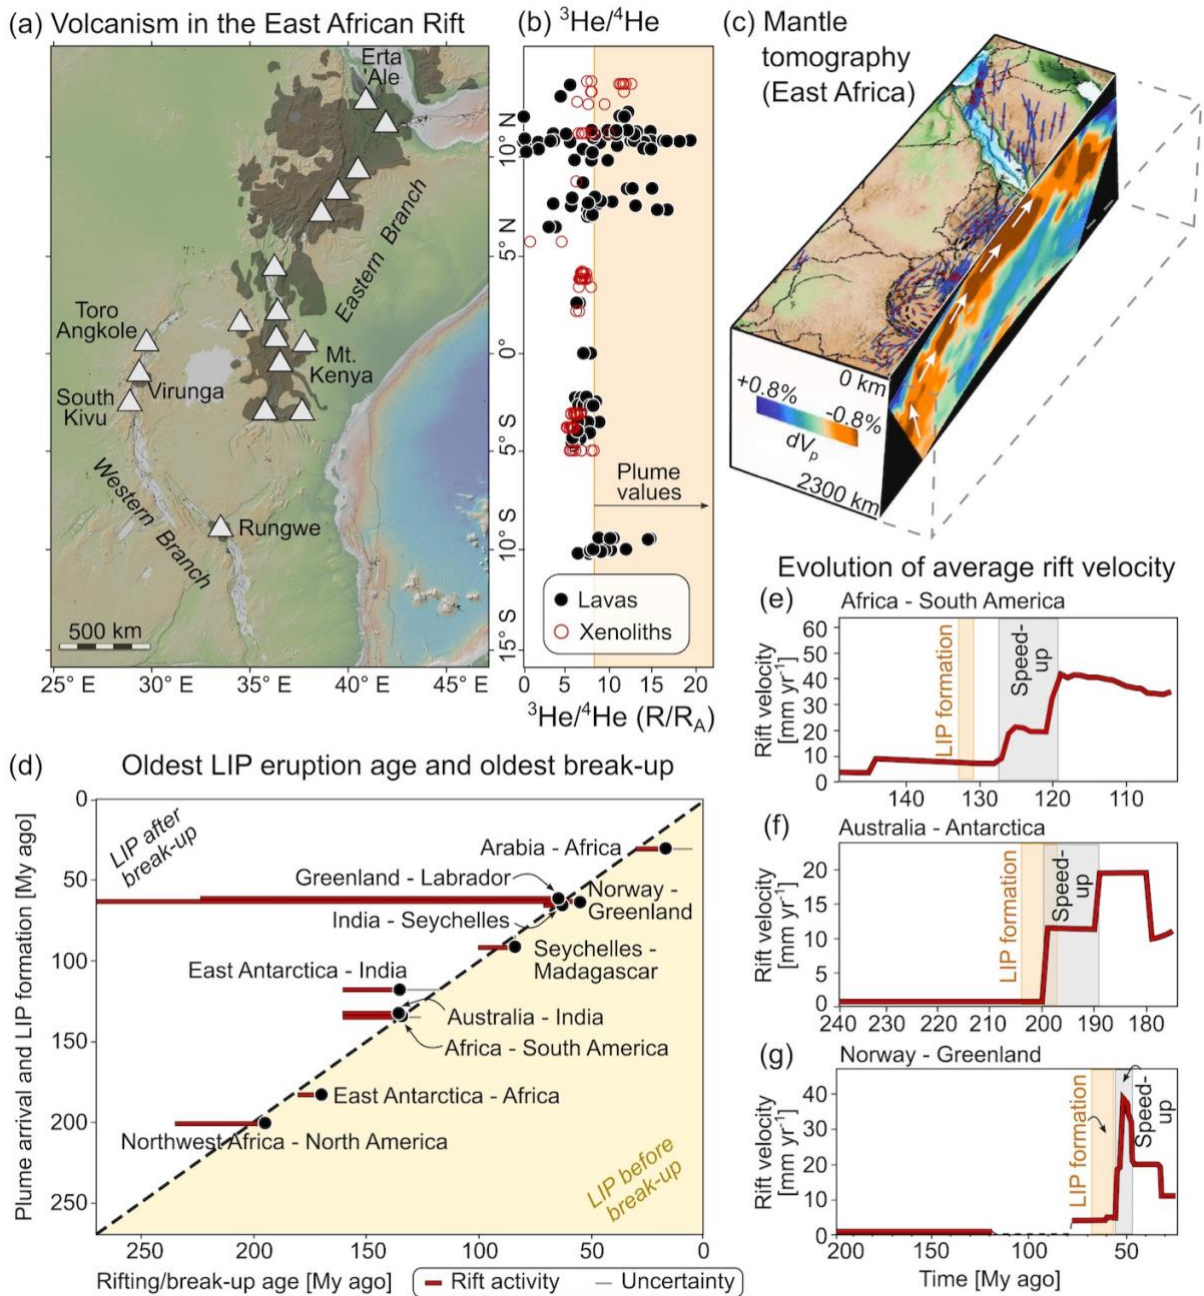 (a) Volcanism in the East African Rift
Erta
'Ale
Eastern Branch
Toro
Angkole
Virunga
South
Kivu
Mt.
Kenya
Western Branch
Rungwe
500 km
25° E 30° E 35° E 40° E 45° E
(b) ³He/⁴He
10° N
5° N
0°
5° S
10° S
15° S
Plume
values
Lavas
Xenoliths
0 5 10 15 20
³He/⁴He (R/R_A)
(c) Mantle
tomography
(East Africa)
0 km
+0.8%
-0.8%
dVₚ
2300 km
(d) Oldest LIP eruption age and oldest break-up
Plume arrival and LIP formation [My ago]
0
50
100
150
200
250
LIP after
break-up
Arabia - Africa
Greenland - Labrador
Norway -
Greenland
India - Seychelles
Seychelles -
Madagascar
East Antarctica - India
Australia - India
Africa - South America
East Antarctica - Africa
Northwest Africa - North America
LIP before
break-up
250 200 150 100 50 0
Rifting/break-up age [My ago]
Rift activity
Uncertainty
Evolution of average rift velocity
(e) Africa - South America
Rift velocity
[mm yr⁻¹]
60
50
40
30
20
10
0
LIP formation
Speed-
up
140 130 120 110
(f) Australia - Antarctica
Rift velocity
[mm yr⁻¹]
20
15
10
5
0
LIP formation
Speed-
up
240 230 220 210 200 190 180
(g) Norway - Greenland
Rift velocity
[mm yr⁻¹]
40
30
20
10
0
LIP formation
Speed-
up
200 150 100 50
Time [My ago]